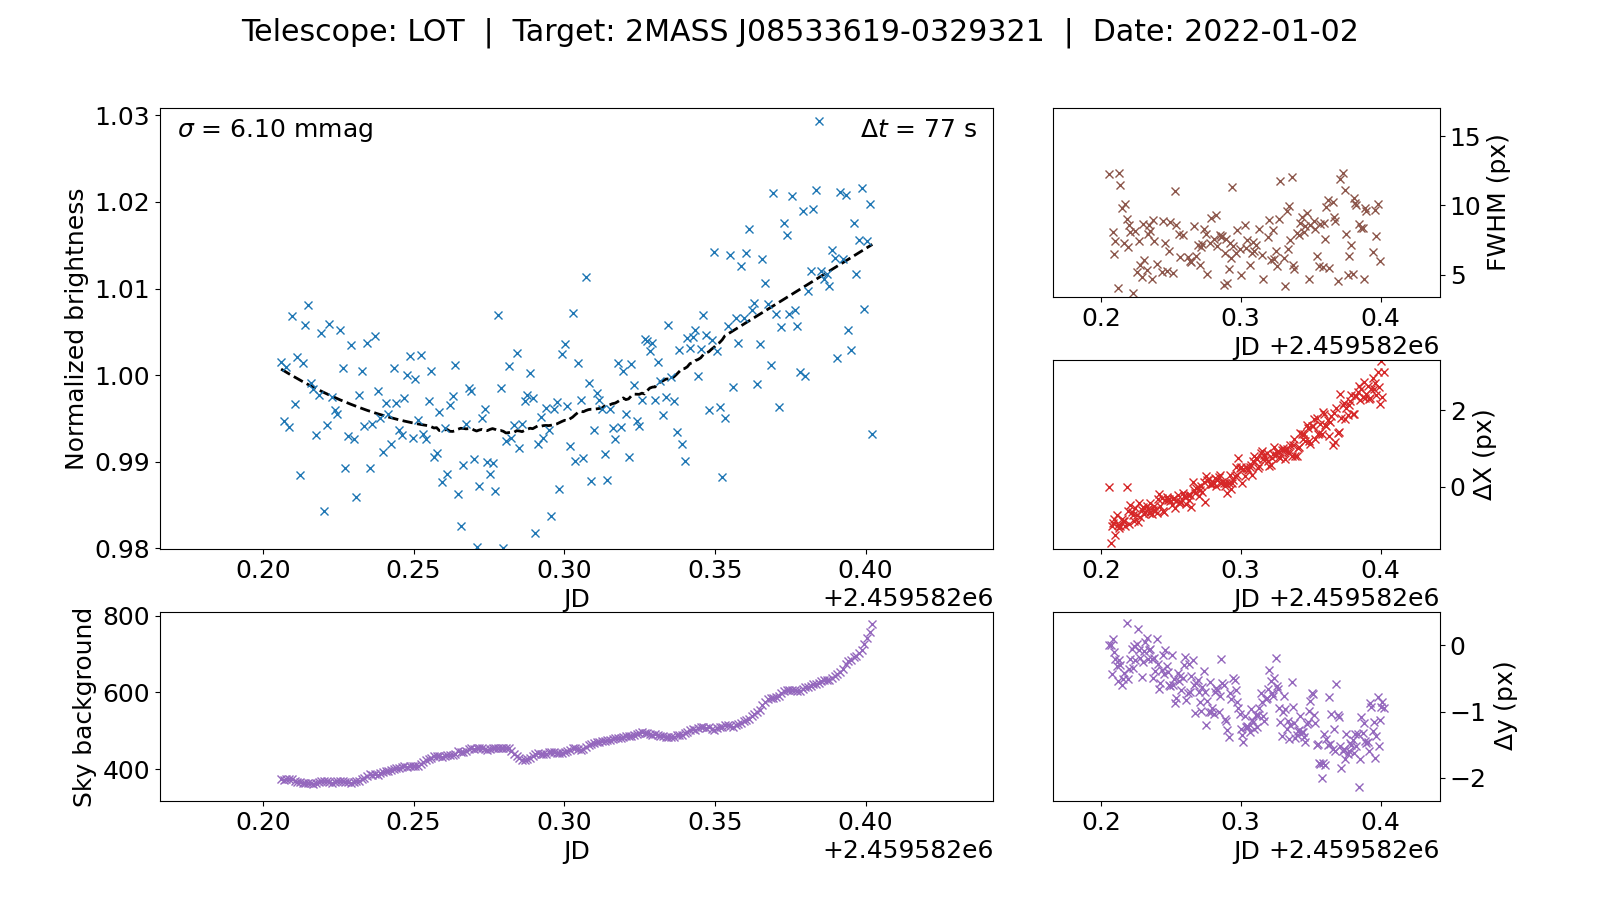 Telescope: LOT | Target: 2MASS J08533619-0329321 | Date: 2022-01-02
σ = 6.10 mmag
Δt = 77 s
Normalized brightness
1.03
1.02
1.01
1.00
0.99
0.98
0.20 0.25 0.30 0.35 0.40
JD
+2.459582e6
FWHM (px)
15
10
5
0.2 0.3 0.4
JD +2.459582e6
ΔX (px)
2
0
0.2 0.3 0.4
JD +2.459582e6
Sky background
800
600
400
0.20 0.25 0.30 0.35 0.40
JD
+2.459582e6
Δy (px)
0
−1
−2
0.2 0.3 0.4
JD +2.459582e6